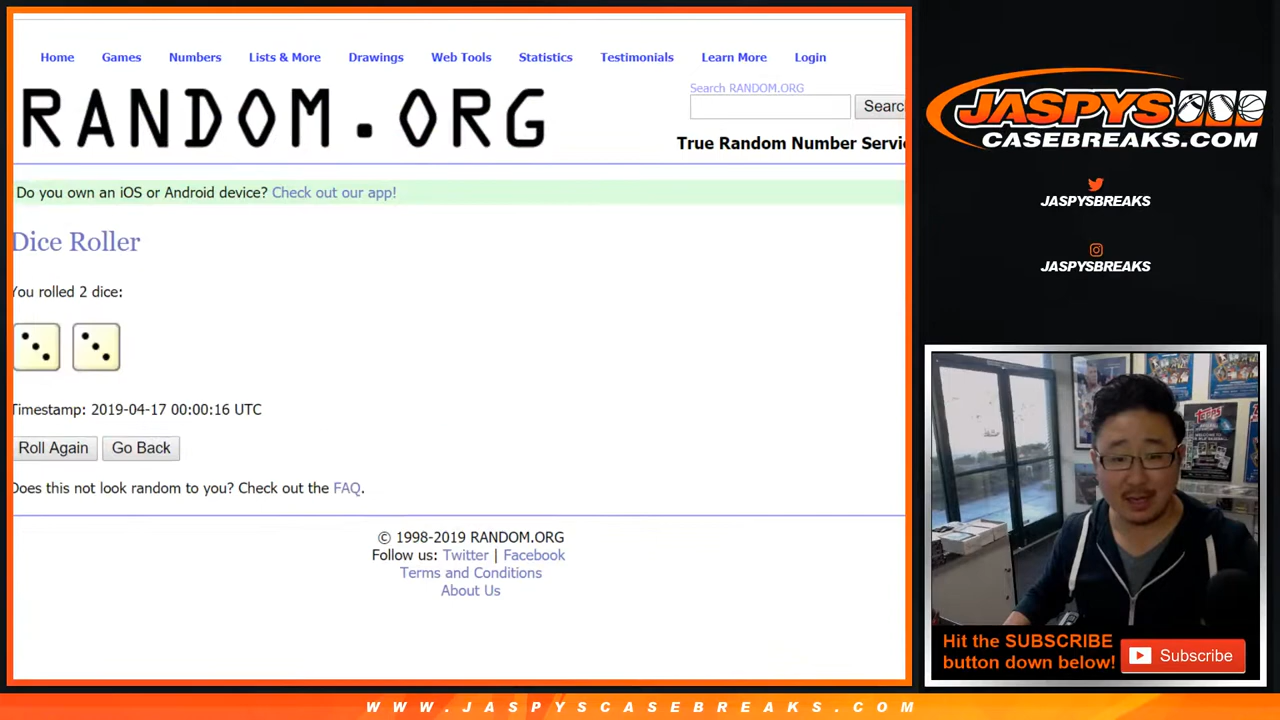 Home Games Numbers Lists & More Drawings Web Tools Statistics Testimonials Learn More Login
Search RANDOM.ORG
RANDOM.ORG
Searc
True Random Number Servi
Do you own an iOS or Android device? Check out our app!
Dice Roller
You rolled 2 dice:
Timestamp: 2019-04-17 00:00:16 UTC
Roll Again Go Back
Does this not look random to you? Check out the FAQ.
© 1998-2019 RANDOM.ORG
Follow us: Twitter | Facebook
Terms and Conditions
About Us
JASPYS
CASEBREAKS.COM
JASPYSBREAKS
JASPYSBREAKS
TOPPS
Hit the SUBSCRIBE
button down below!
Subscribe
WWW.JASPYSCASEBREAKS.COM